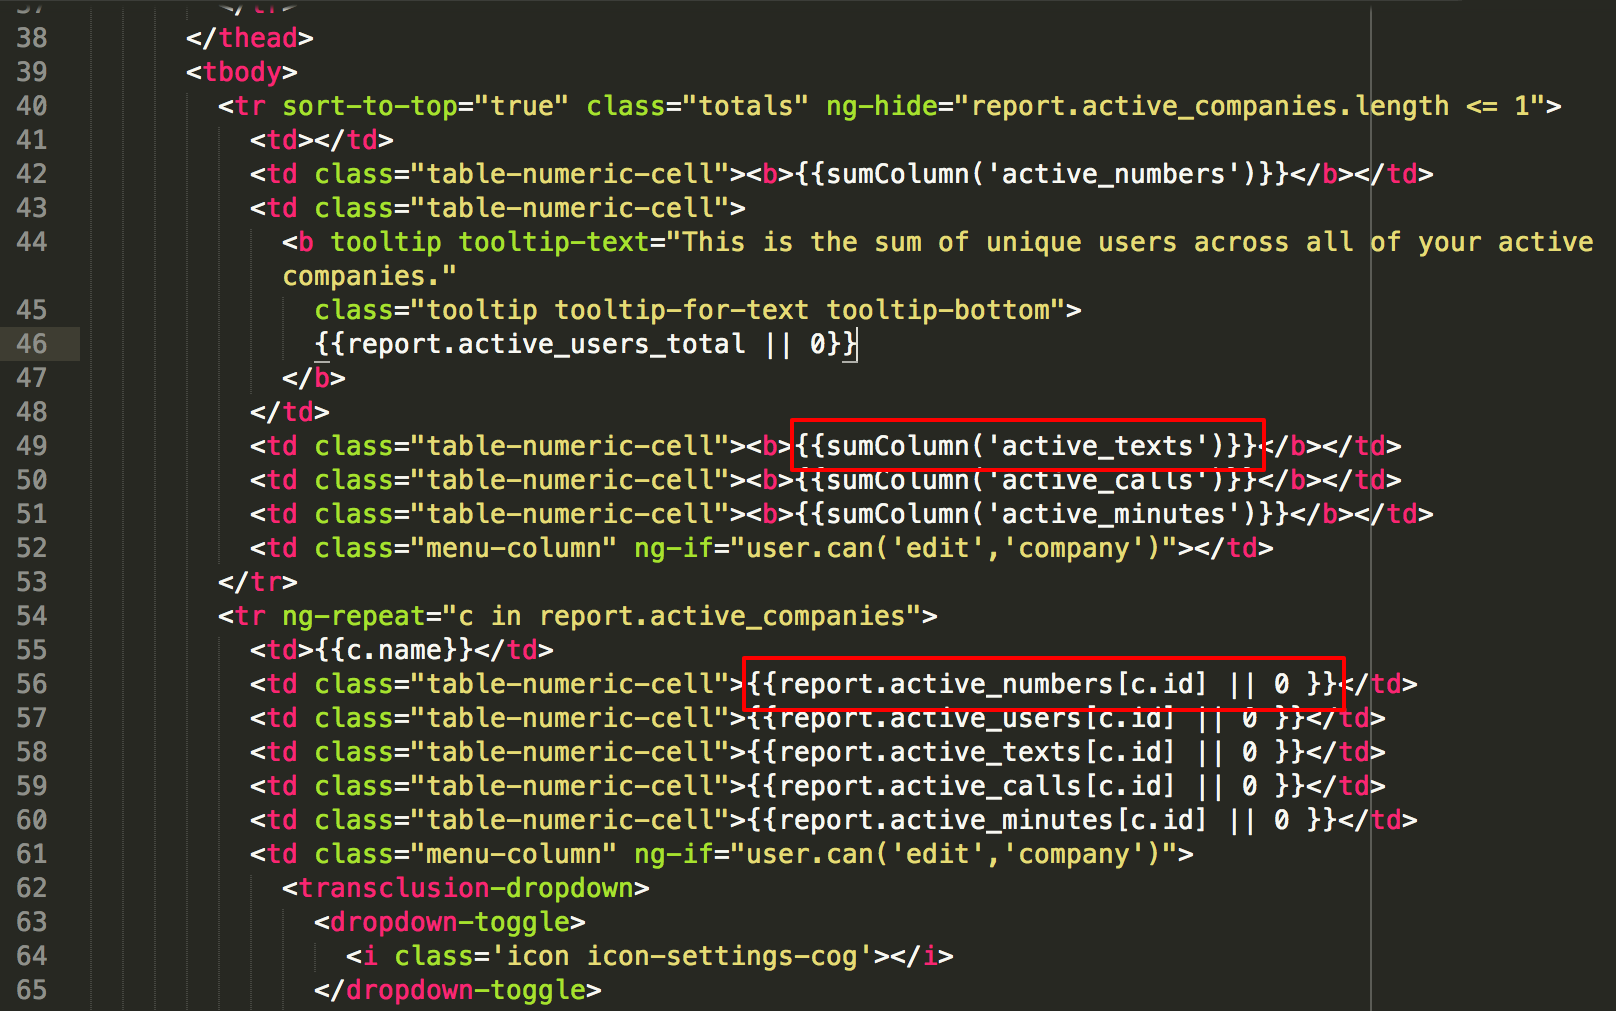 37 </tr>
38 </thead>
39 <tbody>
40 <tr sort-to-top="true" class="totals" ng-hide="report.active_companies.length <= 1">
41 <td></td>
42 <td class="table-numeric-cell"><b>{{sumColumn('active_numbers')}}</b></td>
43 <td class="table-numeric-cell">
44 <b tooltip tooltip-text="This is the sum of unique users across all of your active
companies."
45 class="tooltip tooltip-for-text tooltip-bottom">
46 {{report.active_users_total || 0}}
47 </b>
48 </td>
49 <td class="table-numeric-cell"><b>{{sumColumn('active_texts')}}</b></td>
50 <td class="table-numeric-cell"><b>{{sumColumn('active_calls')}}</b></td>
51 <td class="table-numeric-cell"><b>{{sumColumn('active_minutes')}}</b></td>
52 <td class="menu-column" ng-if="user.can('edit','company')"></td>
53 </tr>
54 <tr ng-repeat="c in report.active_companies">
55 <td>{{c.name}}</td>
56 <td class="table-numeric-cell">{{report.active_numbers[c.id] || 0 }}</td>
57 <td class="table-numeric-cell">{{report.active_users[c.id] || 0 }}</td>
58 <td class="table-numeric-cell">{{report.active_texts[c.id] || 0 }}</td>
59 <td class="table-numeric-cell">{{report.active_calls[c.id] || 0 }}</td>
60 <td class="table-numeric-cell">{{report.active_minutes[c.id] || 0 }}</td>
61 <td class="menu-column" ng-if="user.can('edit','company')">
62 <transclusion-dropdown>
63 <dropdown-toggle>
64 <i class='icon icon-settings-cog'></i>
65 </dropdown-toggle>